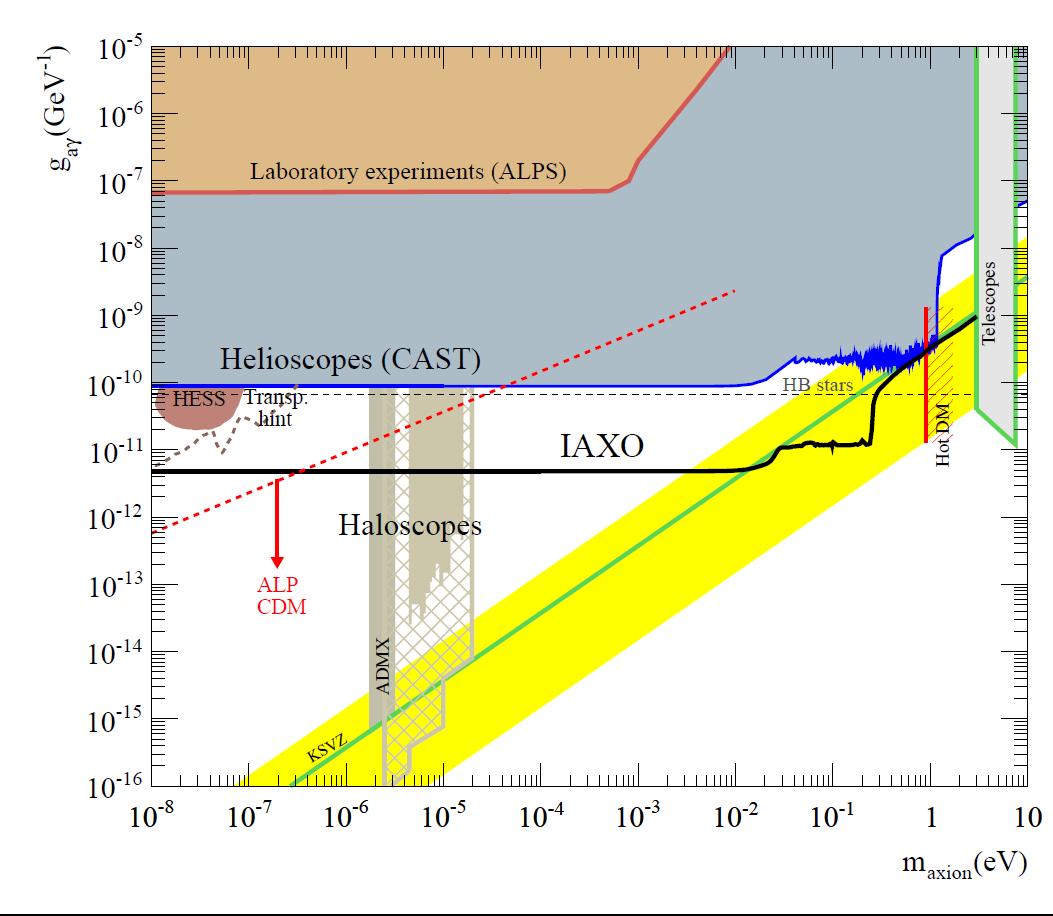 g_aγ(GeV^-1)
10^-5
10^-6
10^-7
10^-8
10^-9
10^-10
10^-11
10^-12
10^-13
10^-14
10^-15
10^-16
Laboratory experiments (ALPS)
Helioscopes (CAST)
HESS
Transp.
hint
HB stars
Telescopes
Hot DM
IAXO
Haloscopes
ALP
CDM
ADMX
KSVZ
10^-8
10^-7
10^-6
10^-5
10^-4
10^-3
10^-2
10^-1
1
10
m_axion(eV)